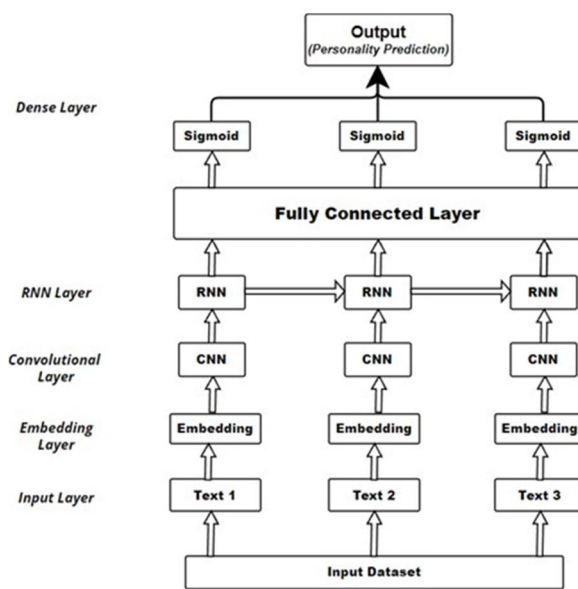 Output
(Personality Prediction)
Dense Layer
Sigmoid Sigmoid Sigmoid
Fully Connected Layer
RNN Layer RNN RNN RNN
Convolutional
Layer
CNN CNN CNN
Embedding
Layer
Embedding Embedding Embedding
Input Layer Text 1 Text 2 Text 3
Input Dataset